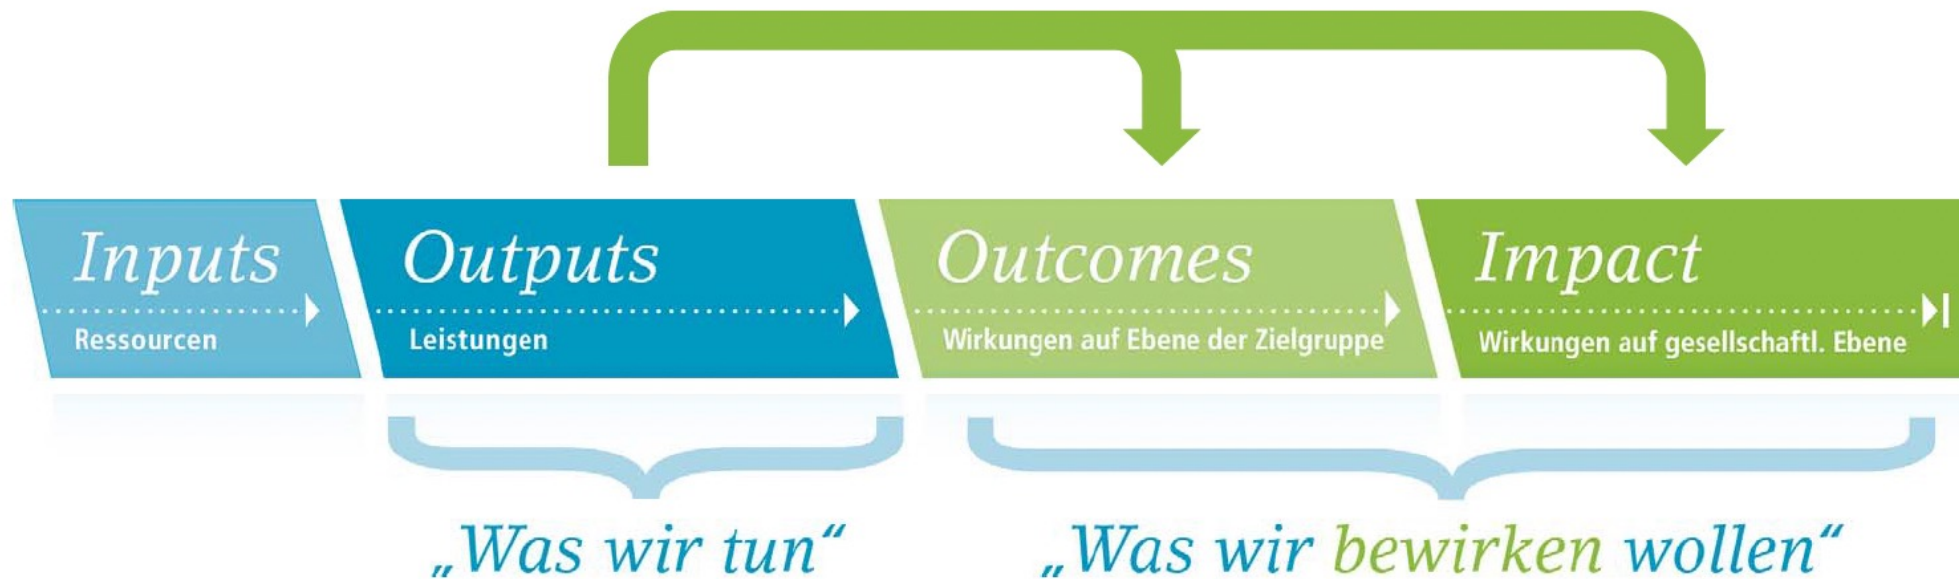 Inputs
Ressourcen
Outputs
Leistungen
Outcomes
Wirkungen auf Ebene der Zielgruppe
Impact
Wirkungen auf gesellschaftl. Ebene
„Was wir tun“
„Was wir bewirken wollen“